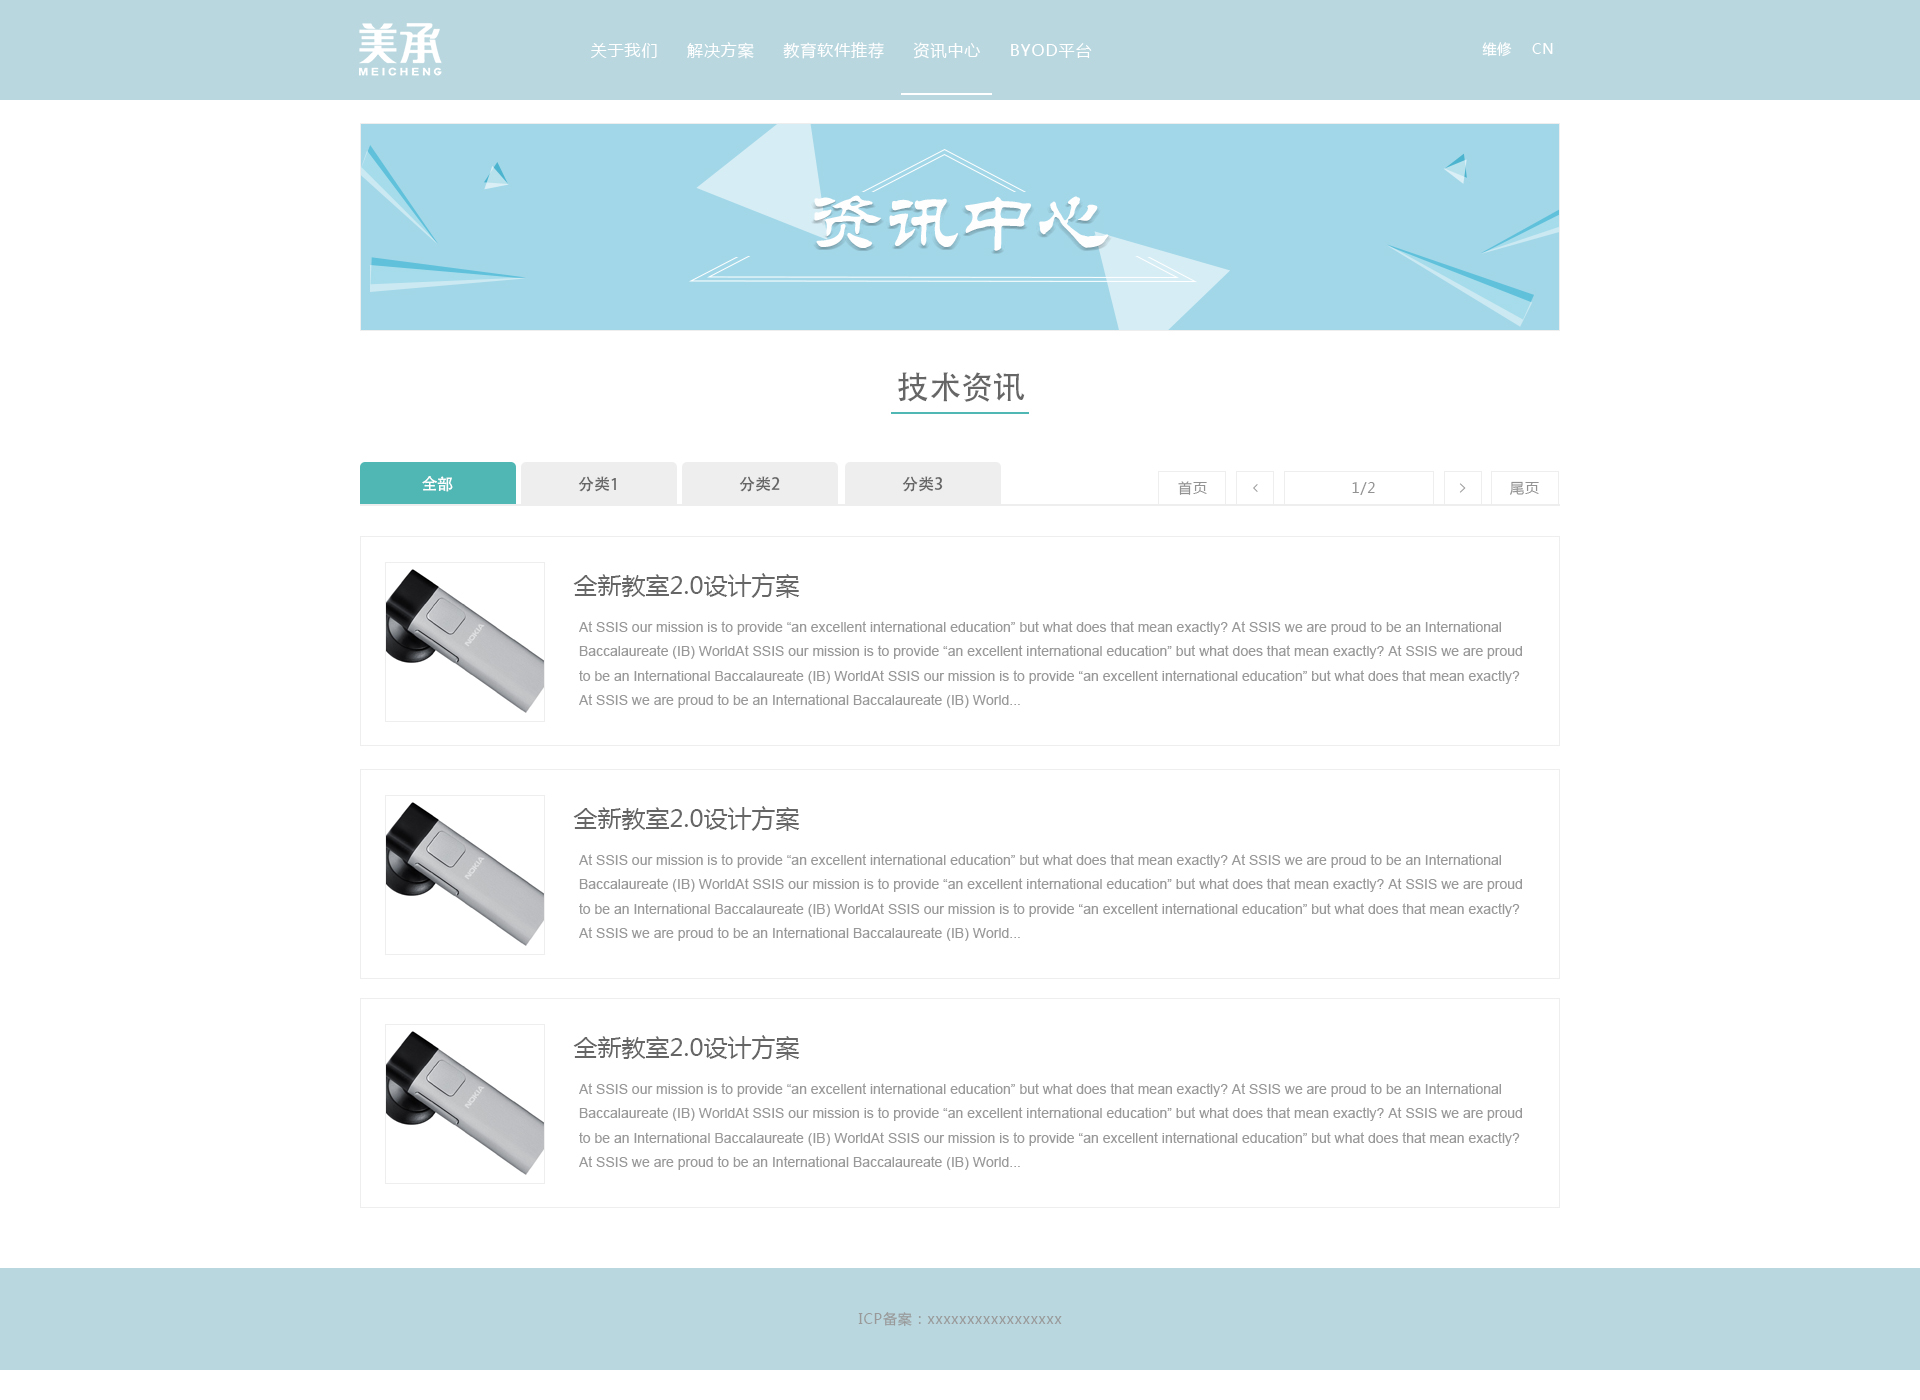 美承
MEICHENG
关于我们 解决方案 教育软件推荐 资讯中心 BYOD平台 维修 CN
资讯中心
技术资讯
全部 分类1 分类2 分类3 首页 < 1/2 > 尾页
全新教室2.0设计方案
At SSIS our mission is to provide “an excellent international education” but what does that mean exactly? At SSIS we are proud to be an International
Baccalaureate (IB) WorldAt SSIS our mission is to provide “an excellent international education” but what does that mean exactly? At SSIS we are proud
to be an International Baccalaureate (IB) WorldAt SSIS our mission is to provide “an excellent international education” but what does that mean exactly?
At SSIS we are proud to be an International Baccalaureate (IB) World...
NOKIA
全新教室2.0设计方案
At SSIS our mission is to provide “an excellent international education” but what does that mean exactly? At SSIS we are proud to be an International
Baccalaureate (IB) WorldAt SSIS our mission is to provide “an excellent international education” but what does that mean exactly? At SSIS we are proud
to be an International Baccalaureate (IB) WorldAt SSIS our mission is to provide “an excellent international education” but what does that mean exactly?
At SSIS we are proud to be an International Baccalaureate (IB) World...
NOKIA
全新教室2.0设计方案
At SSIS our mission is to provide “an excellent international education” but what does that mean exactly? At SSIS we are proud to be an International
Baccalaureate (IB) WorldAt SSIS our mission is to provide “an excellent international education” but what does that mean exactly? At SSIS we are proud
to be an International Baccalaureate (IB) WorldAt SSIS our mission is to provide “an excellent international education” but what does that mean exactly?
At SSIS we are proud to be an International Baccalaureate (IB) World...
NOKIA
ICP备案：xxxxxxxxxxxxxxxxx